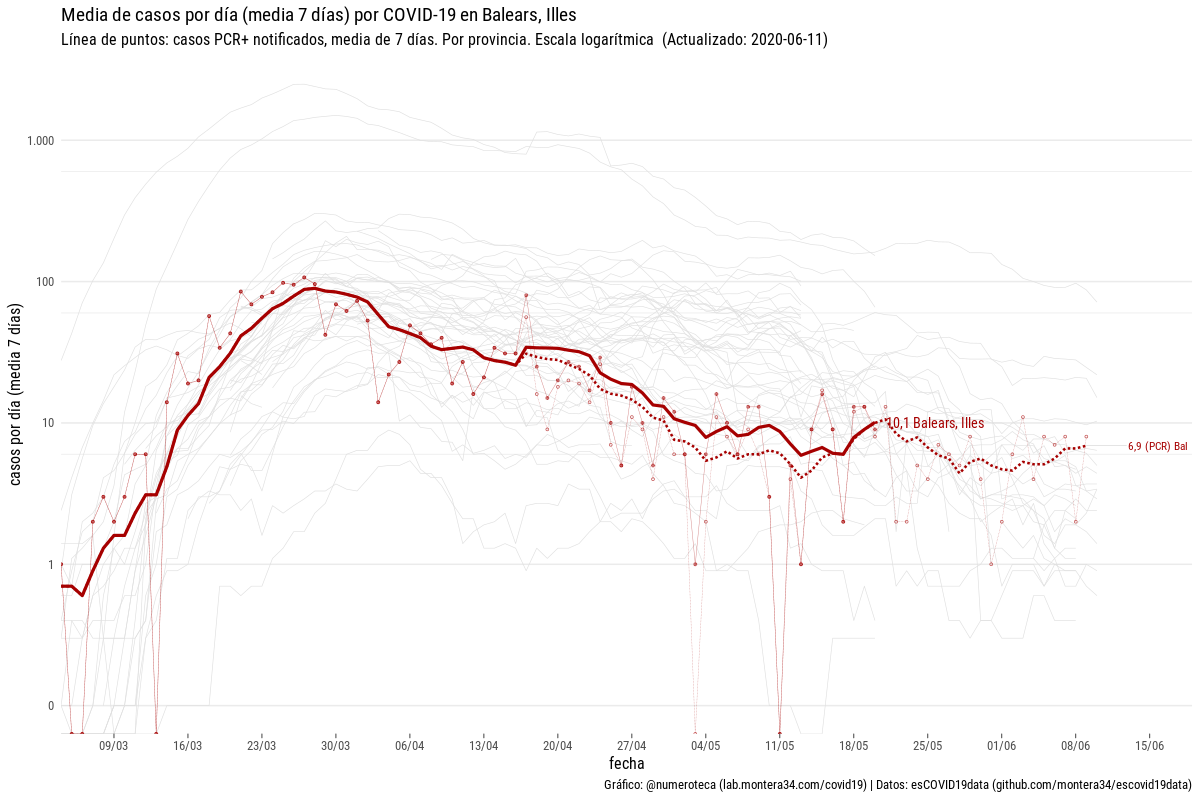 Media de casos por día (media 7 días) por COVID-19 en Balears, Illes
Línea de puntos: casos PCR+ notificados, media de 7 días. Por provincia. Escala logarítmica (Actualizado: 2020-06-11)
casos por día (media 7 días)
1.000
100
10
1
0
10,1 Balears, Illes
6,9 (PCR) Bal
09/03 16/03 23/03 30/03 06/04 13/04 20/04 27/04 04/05 11/05 18/05 25/05 01/06 08/06 15/06
fecha
Gráfico: @numeroteca (lab.montera34.com/covid19) | Datos: esCOVID19data (github.com/montera34/escovid19data)